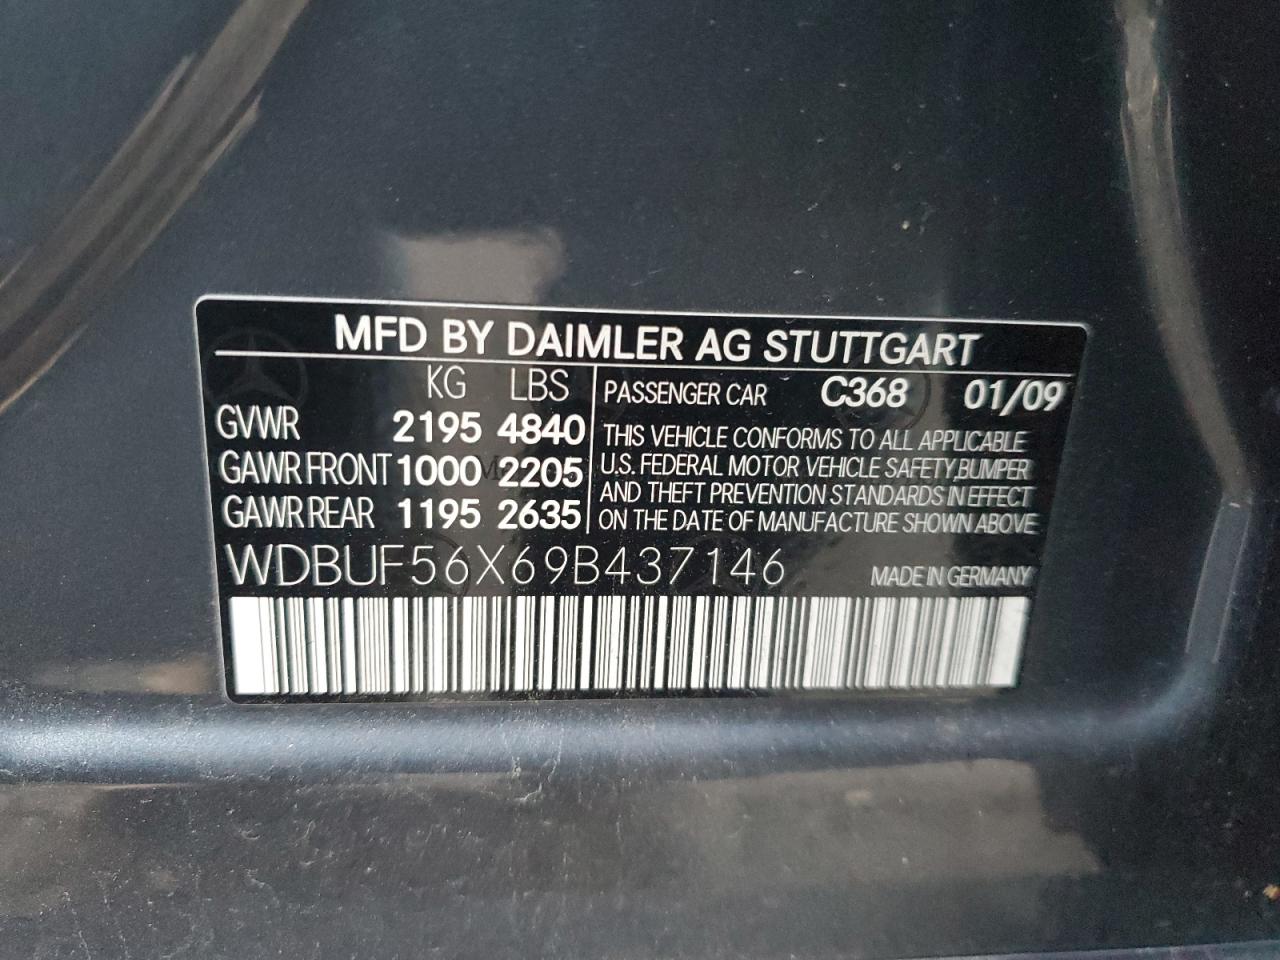 MFD BY DAIMLER AG STUTTGART
KG LBS
GVWR 2195 4840
GAWR FRONT 1000 2205
GAWR REAR 1195 2635
PASSENGER CAR C368 01/09
THIS VEHICLE CONFORMS TO ALL APPLICABLE
U.S. FEDERAL MOTOR VEHICLE SAFETY,BUMPER
AND THEFT PREVENTION STANDARDS IN EFFECT
ON THE DATE OF MANUFACTURE SHOWN ABOVE
WDBUF56X69B437146 MADE IN GERMANY